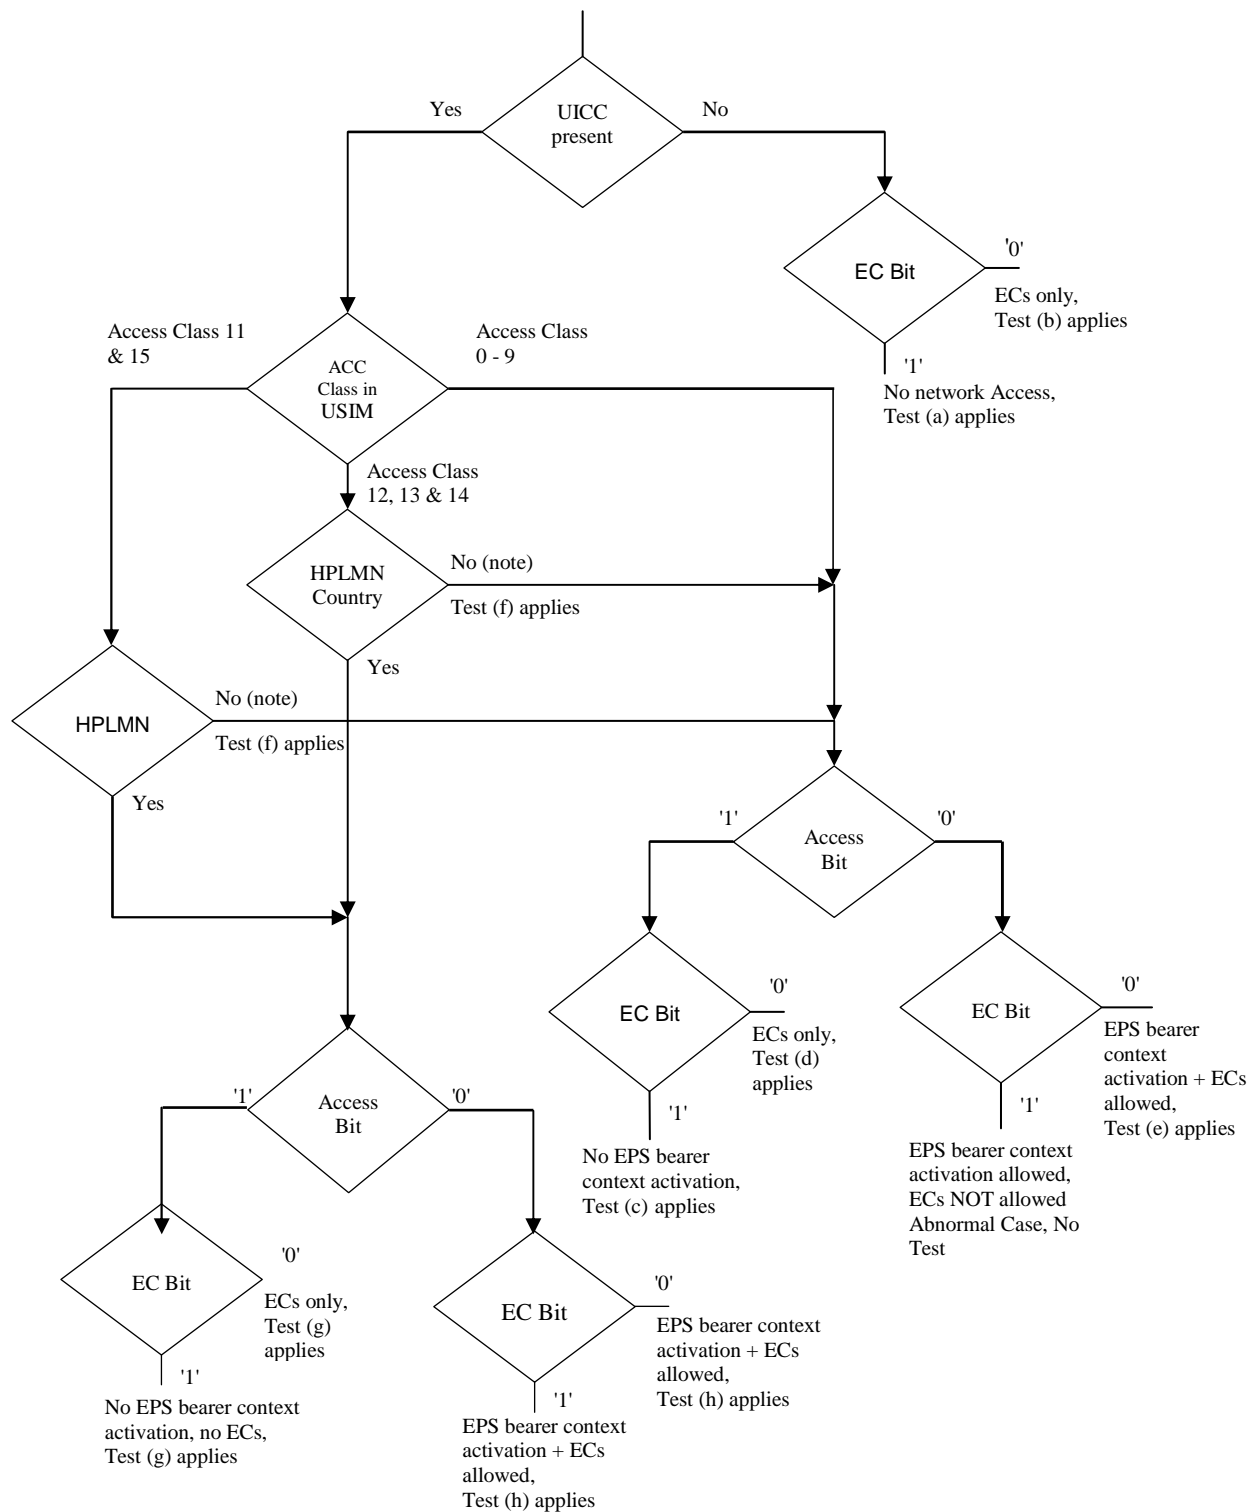 Yes
UICC
present
No
'0'
EC Bit
ECs only,
Test (b) applies
'1'
No network Access,
Test (a) applies
Access Class 11
& 15
Access Class
0 - 9
ACC
Class in
USIM
Access Class
12, 13 & 14
HPLMN
Country
No (note)
Test (f) applies
Yes
HPLMN
No (note)
Test (f) applies
Yes
'1'
Access
Bit
'0'
EC Bit
'0'
ECs only,
Test (d)
applies
'1'
No EPS bearer
context activation,
Test (c) applies
EC Bit
'0'
EPS bearer
context
activation + ECs
allowed,
Test (e) applies
'1'
EPS bearer context
activation allowed,
ECs NOT allowed
Abnormal Case, No
Test
'1'
Access
Bit
'0'
EC Bit
'0'
ECs only,
Test (g)
applies
'1'
No EPS bearer context
activation, no ECs,
Test (g) applies
EC Bit
'0'
EPS bearer context
activation + ECs
allowed,
Test (h) applies
'1'
EPS bearer context
activation + ECs
allowed,
Test (h) applies